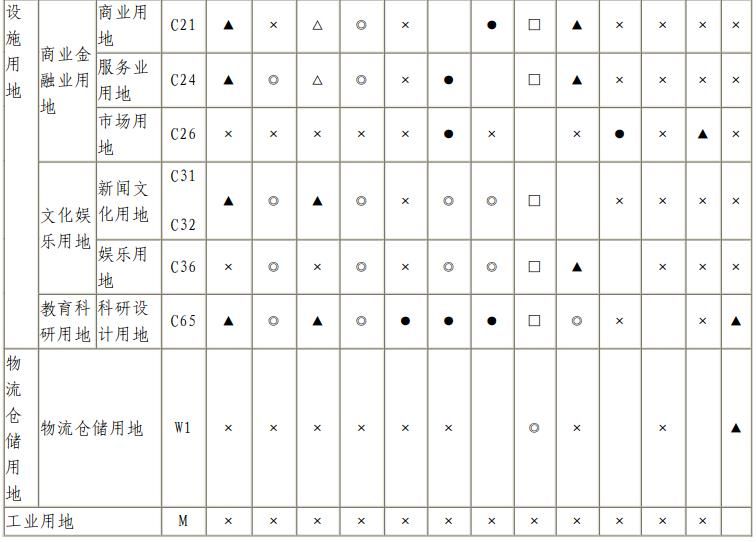 设施用地 商业金融业用地 商业用地 C21 ▲ × △ ◎ × ● □ ▲ × × × ×
服务业用地 C24 ▲ ◎ △ ◎ × ● □ ▲ × × × ×
市场用地 C26 × × × × × ● × × ● × ▲ ×
文化娱乐用地 新闻文化用地 C31 C32 ▲ ◎ ▲ ◎ × ◎ ◎ □ × × × ×
娱乐用地 C36 × ◎ × ◎ × ◎ ◎ □ ▲ × × ×
教育科研用地 科研设计用地 C65 ▲ ◎ ▲ ◎ ● ● ● □ ◎ × × ▲
物流仓储用地 物流仓储用地 W1 × × × × × × ◎ × × ▲
工业用地 M × × × × × × × × × × × ×